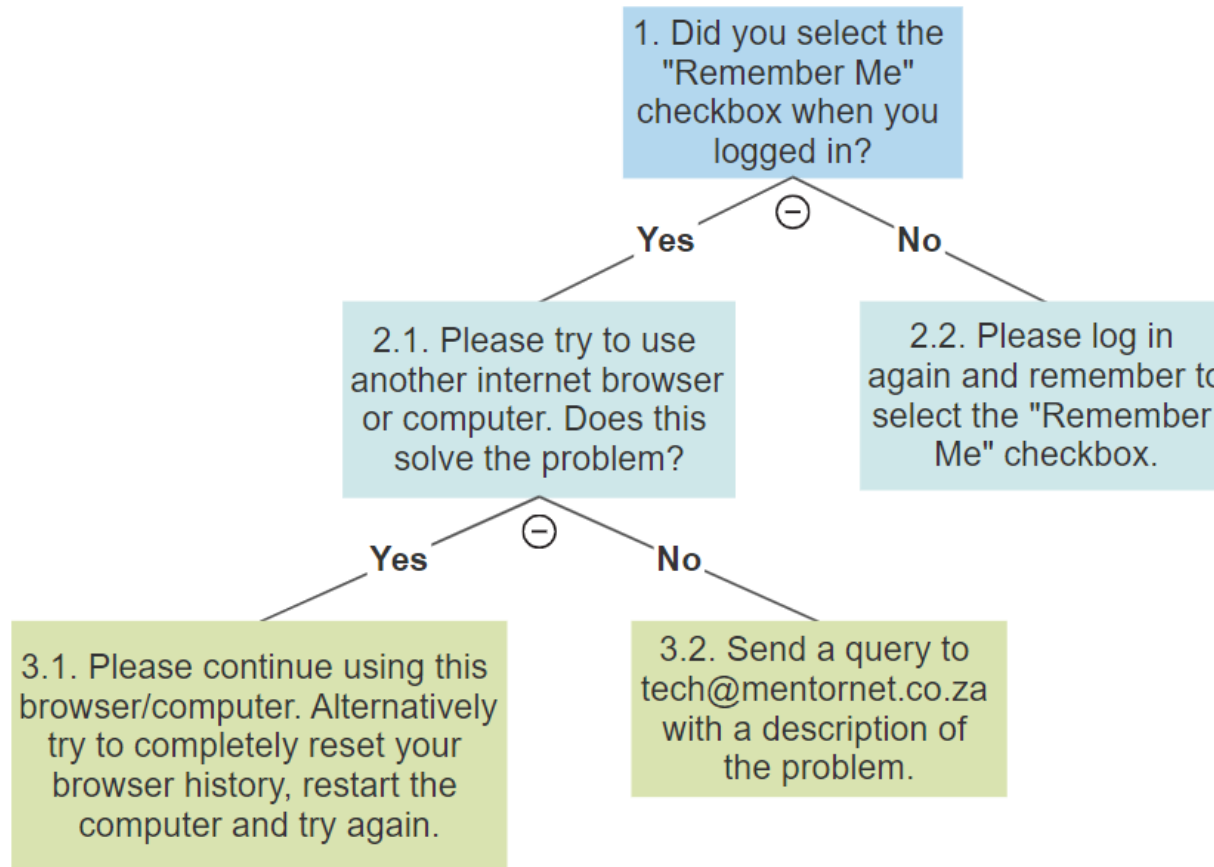 1. Did you select the
"Remember Me"
checkbox when you
logged in?
Yes
No
2.1. Please try to use
another internet browser
or computer. Does this
solve the problem?
2.2. Please log in
again and remember to
select the "Remember
Me" checkbox.
Yes
No
3.1. Please continue using this
browser/computer. Alternatively
try to completely reset your
browser history, restart the
computer and try again.
3.2. Send a query to
tech@mentornet.co.za
with a description of
the problem.